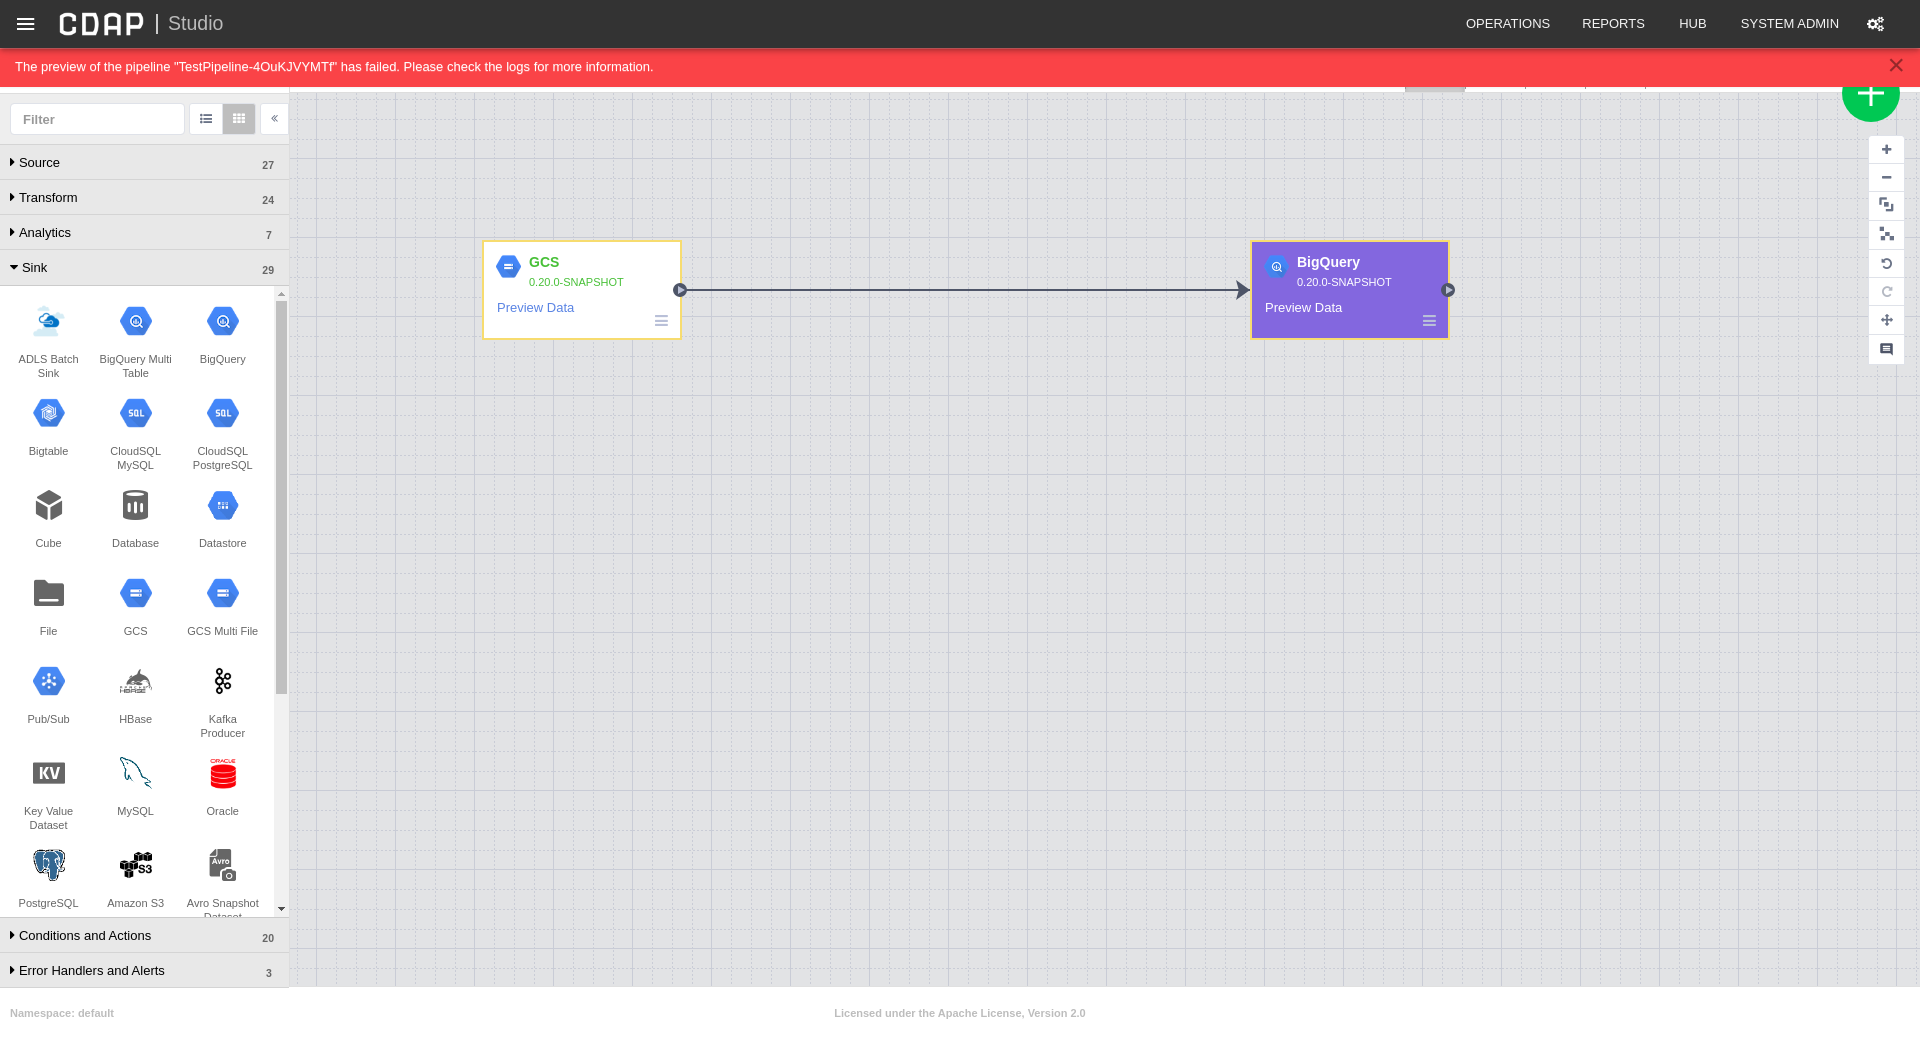 CDAP | Studio
OPERATIONS
REPORTS
HUB
SYSTEM ADMIN
The preview of the pipeline "TestPipeline-4OuKJVYMTf" has failed. Please check the logs for more information.
Filter
Source 27
Transform 24
Analytics 7
Sink 29
ADLS Batch
Sink
BigQuery Multi
Table
BigQuery
Bigtable
SQL
CloudSQL
MySQL
SQL
CloudSQL
PostgreSQL
Cube
Database
Datastore
File
GCS
GCS Multi File
Pub/Sub
HBASE
HBase
Kafka
Producer
KV
Key Value
Dataset
MySQL
ORACLE
Oracle
PostgreSQL
S3
Amazon S3
Avro
Avro Snapshot
Dataset
Conditions and Actions 20
Error Handlers and Alerts 3
GCS
0.20.0-SNAPSHOT
Preview Data
BigQuery
0.20.0-SNAPSHOT
Preview Data
Namespace: default
Licensed under the Apache License, Version 2.0